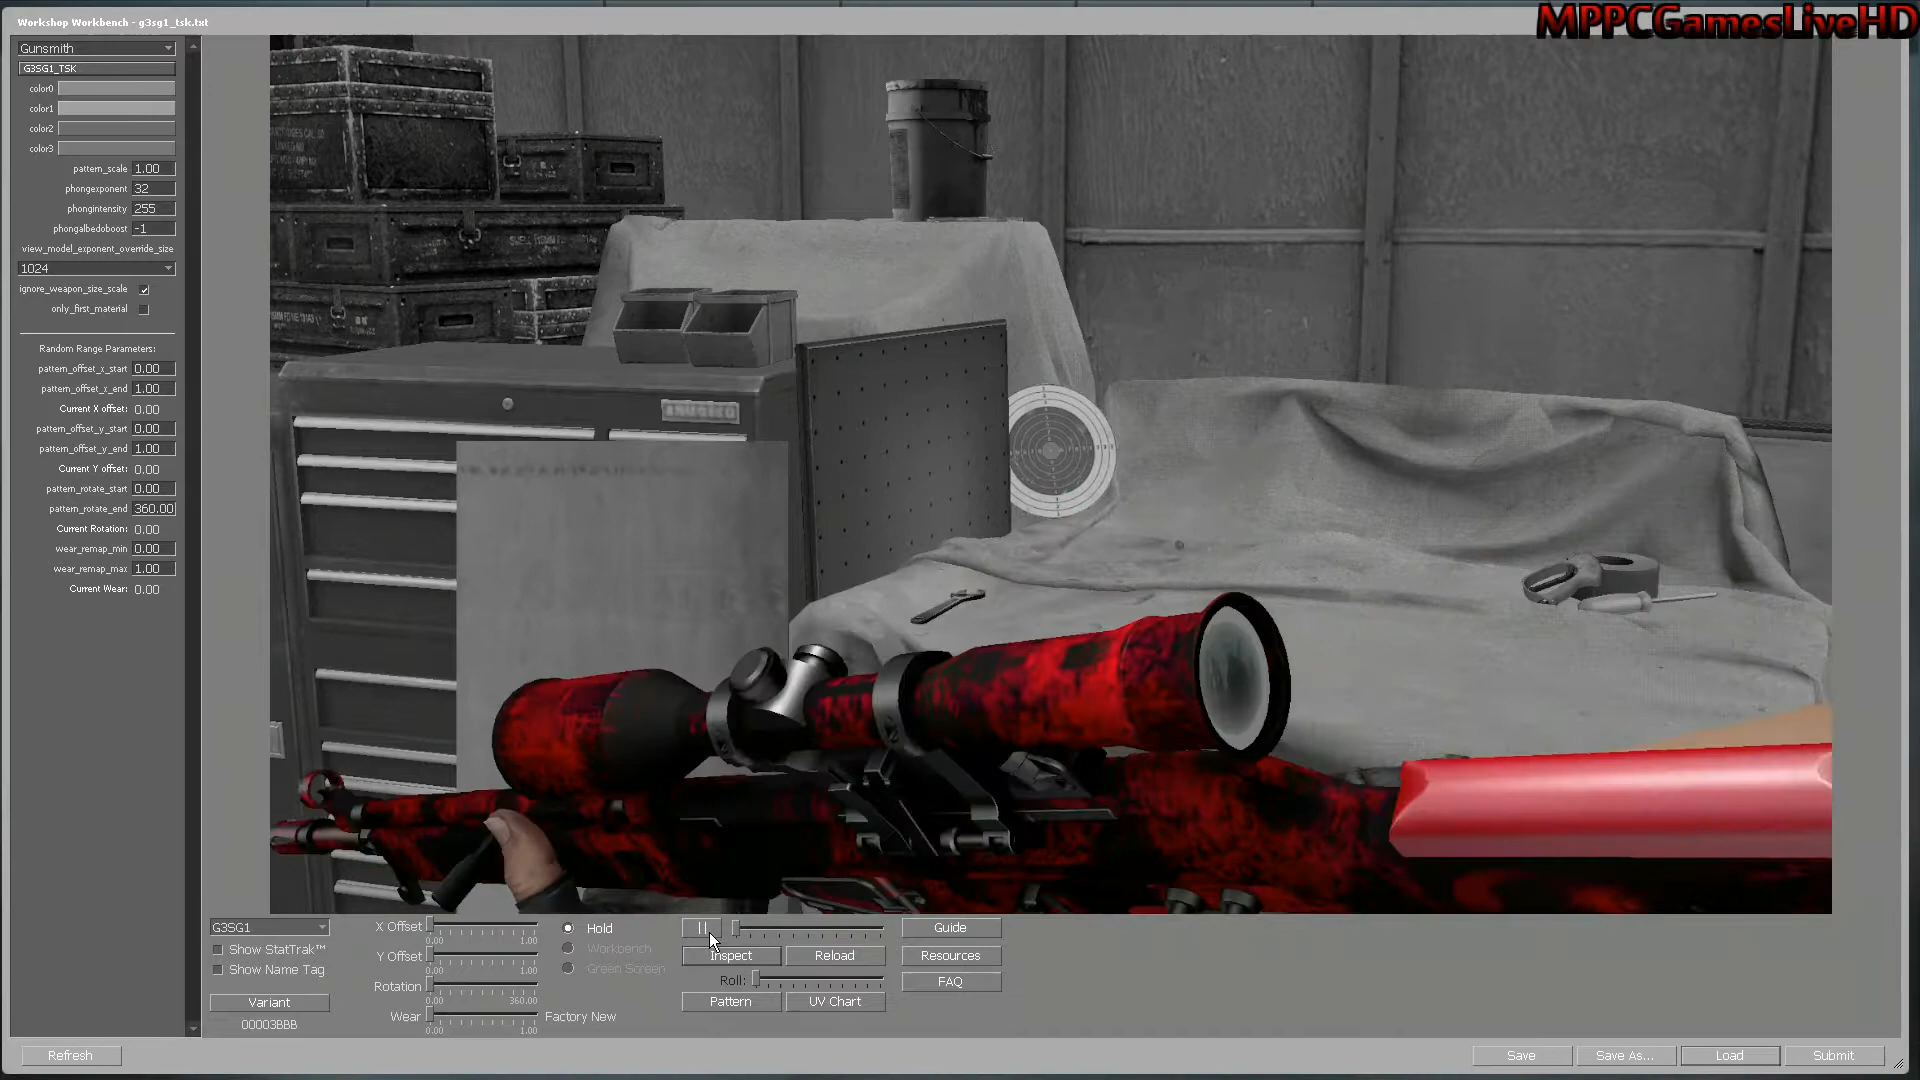 Workshop Workbench - g3sg1_tsk.txt
MPPCGamesLiveHD
Gunsmith
G3SG1_TSK
color0
color1
color2
color3
pattern_scale 1.00
phongexponent 32
phongintensity 255
phongalbedoboost -1
view_model_exponent_override_size
1024
ignore_weapon_size_scale
only_first_material
Random Range Parameters:
pattern_offset_x_start 0.00
pattern_offset_x_end 1.00
Current X offset: 0.00
pattern_offset_y_start 0.00
pattern_offset_y_end 1.00
Current Y offset: 0.00
pattern_rotate_start 0.00
pattern_rotate_end 360.00
Current Rotation: 0.00
wear_remap_min 0.00
wear_remap_max 1.00
Current Wear: 0.00
G3SG1
Show StatTrak™
Show Name Tag
Variant
00003BBB
X Offset
0.00 1.00
Y Offset
0.00 1.00
Rotation
0.00 360.00
Wear
0.00 1.00
Factory New
Hold
Workbench
Green Screen
Inspect
Reload
Roll:
Pattern
UV Chart
Guide
Resources
FAQ
Refresh
Save
Save As...
Load
Submit